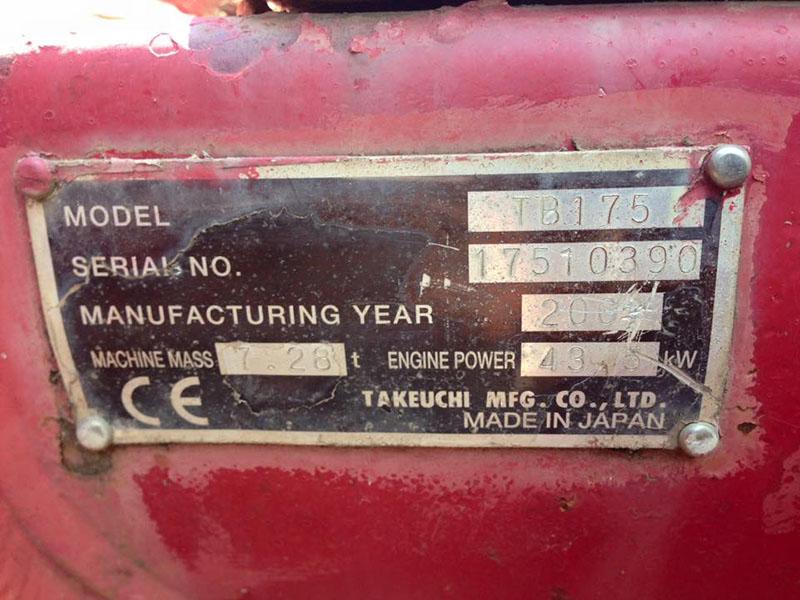 MODEL TB175
SERIAL NO. 17510390
MANUFACTURING YEAR
MACHINE MASS 7.28 t ENGINE POWER 43.5 kW
CE TAKEUCHI MFG. CO., LTD.
MADE IN JAPAN